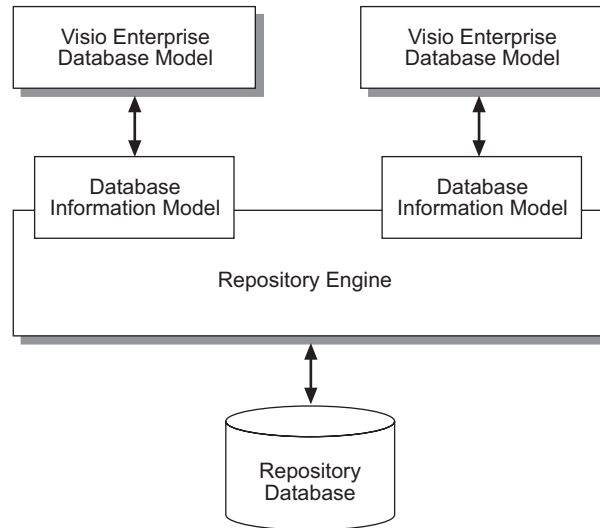 Visio Enterprise
Database Model
Visio Enterprise
Database Model
Database
Information Model
Database
Information Model
Repository Engine
Repository
Database